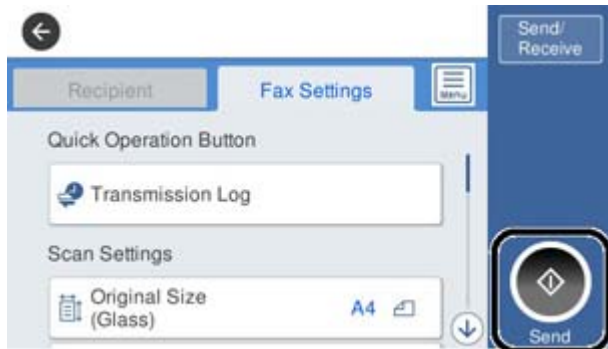 Send/
Receive
Recipient
Fax Settings
Menu
Quick Operation Button
Transmission Log
Scan Settings
Original Size
(Glass)
A4
Send